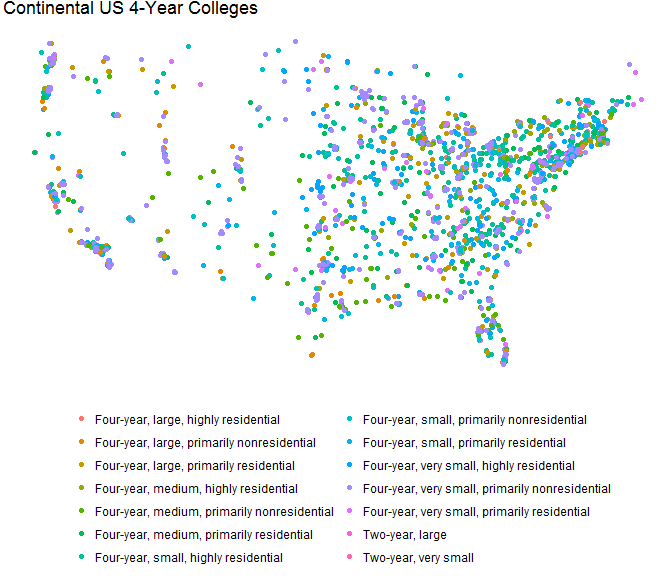 Continental US 4-Year Colleges
Four-year, large, highly residential
Four-year, large, primarily nonresidential
Four-year, large, primarily residential
Four-year, medium, highly residential
Four-year, medium, primarily nonresidential
Four-year, medium, primarily residential
Four-year, small, highly residential
Four-year, small, primarily nonresidential
Four-year, small, primarily residential
Four-year, very small, highly residential
Four-year, very small, primarily nonresidential
Four-year, very small, primarily residential
Two-year, large
Two-year, very small